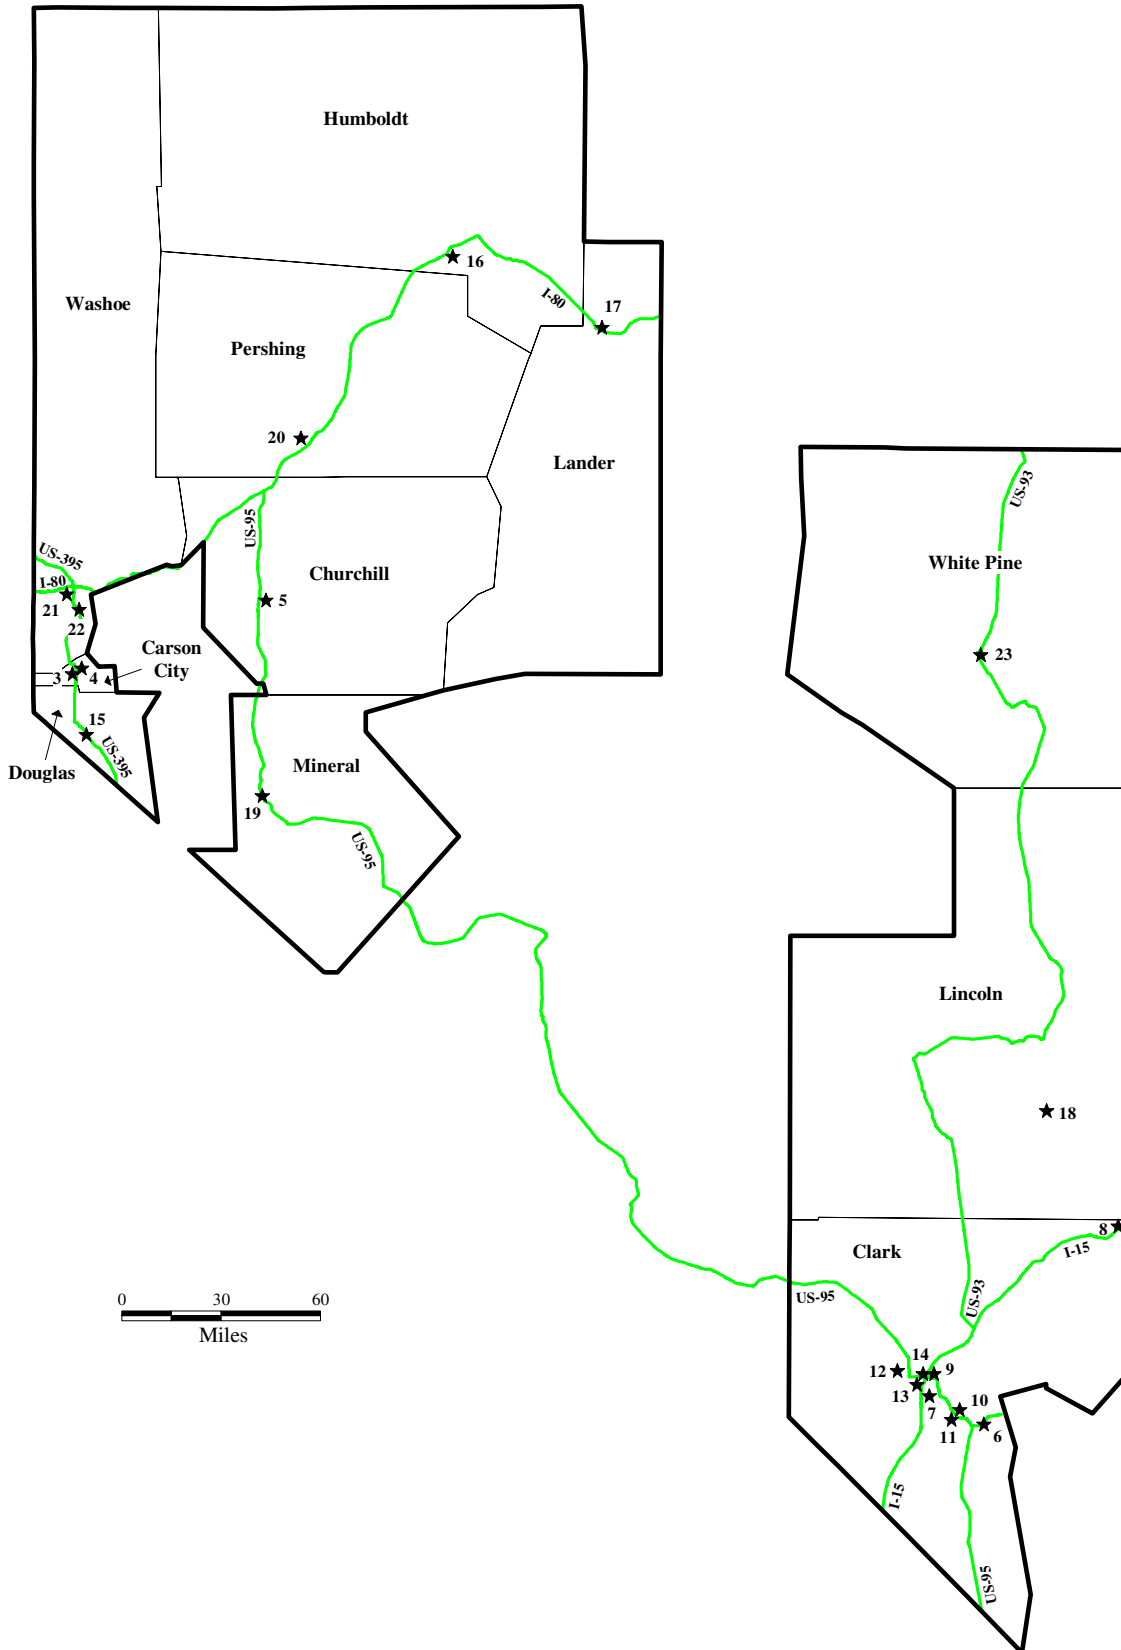 Humboldt
16
I-80
17
Washoe
Pershing
20
Lander
US-93
US-95
White Pine
US-395
I-80
Churchill
5
21
22
Carson
City
3
4
23
15
US-395
Douglas
Mineral
19
US-95
Lincoln
18
8
Clark
I-15
US-95
US-93
0 30 60
Miles
14
12
9
13
7
10
11
6
I-15
US-95